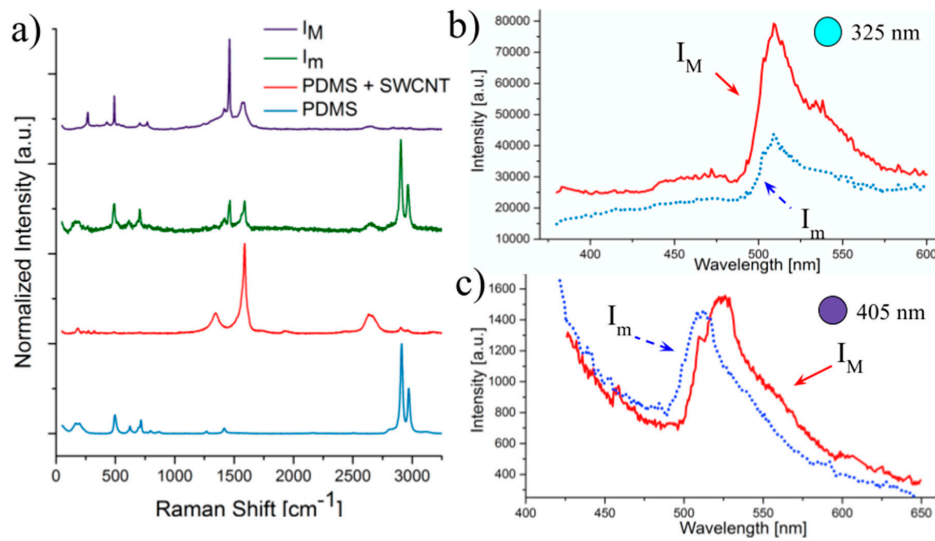 a)
I_M
I_m
PDMS + SWCNT
PDMS
Normalized Intensity [a.u.]
0 500 1000 1500 2000 2500 3000
Raman Shift [cm⁻¹]
b)
325 nm
I_M
I_m
Intensity [a.u.]
80000
70000
60000
50000
40000
30000
20000
10000
400 450 500 550 600
Wavelength [nm]
c)
405 nm
I_m
I_M
Intensity [a.u.]
1600
1400
1200
1000
800
600
400
400 450 500 550 600 650
Wavelength [nm]